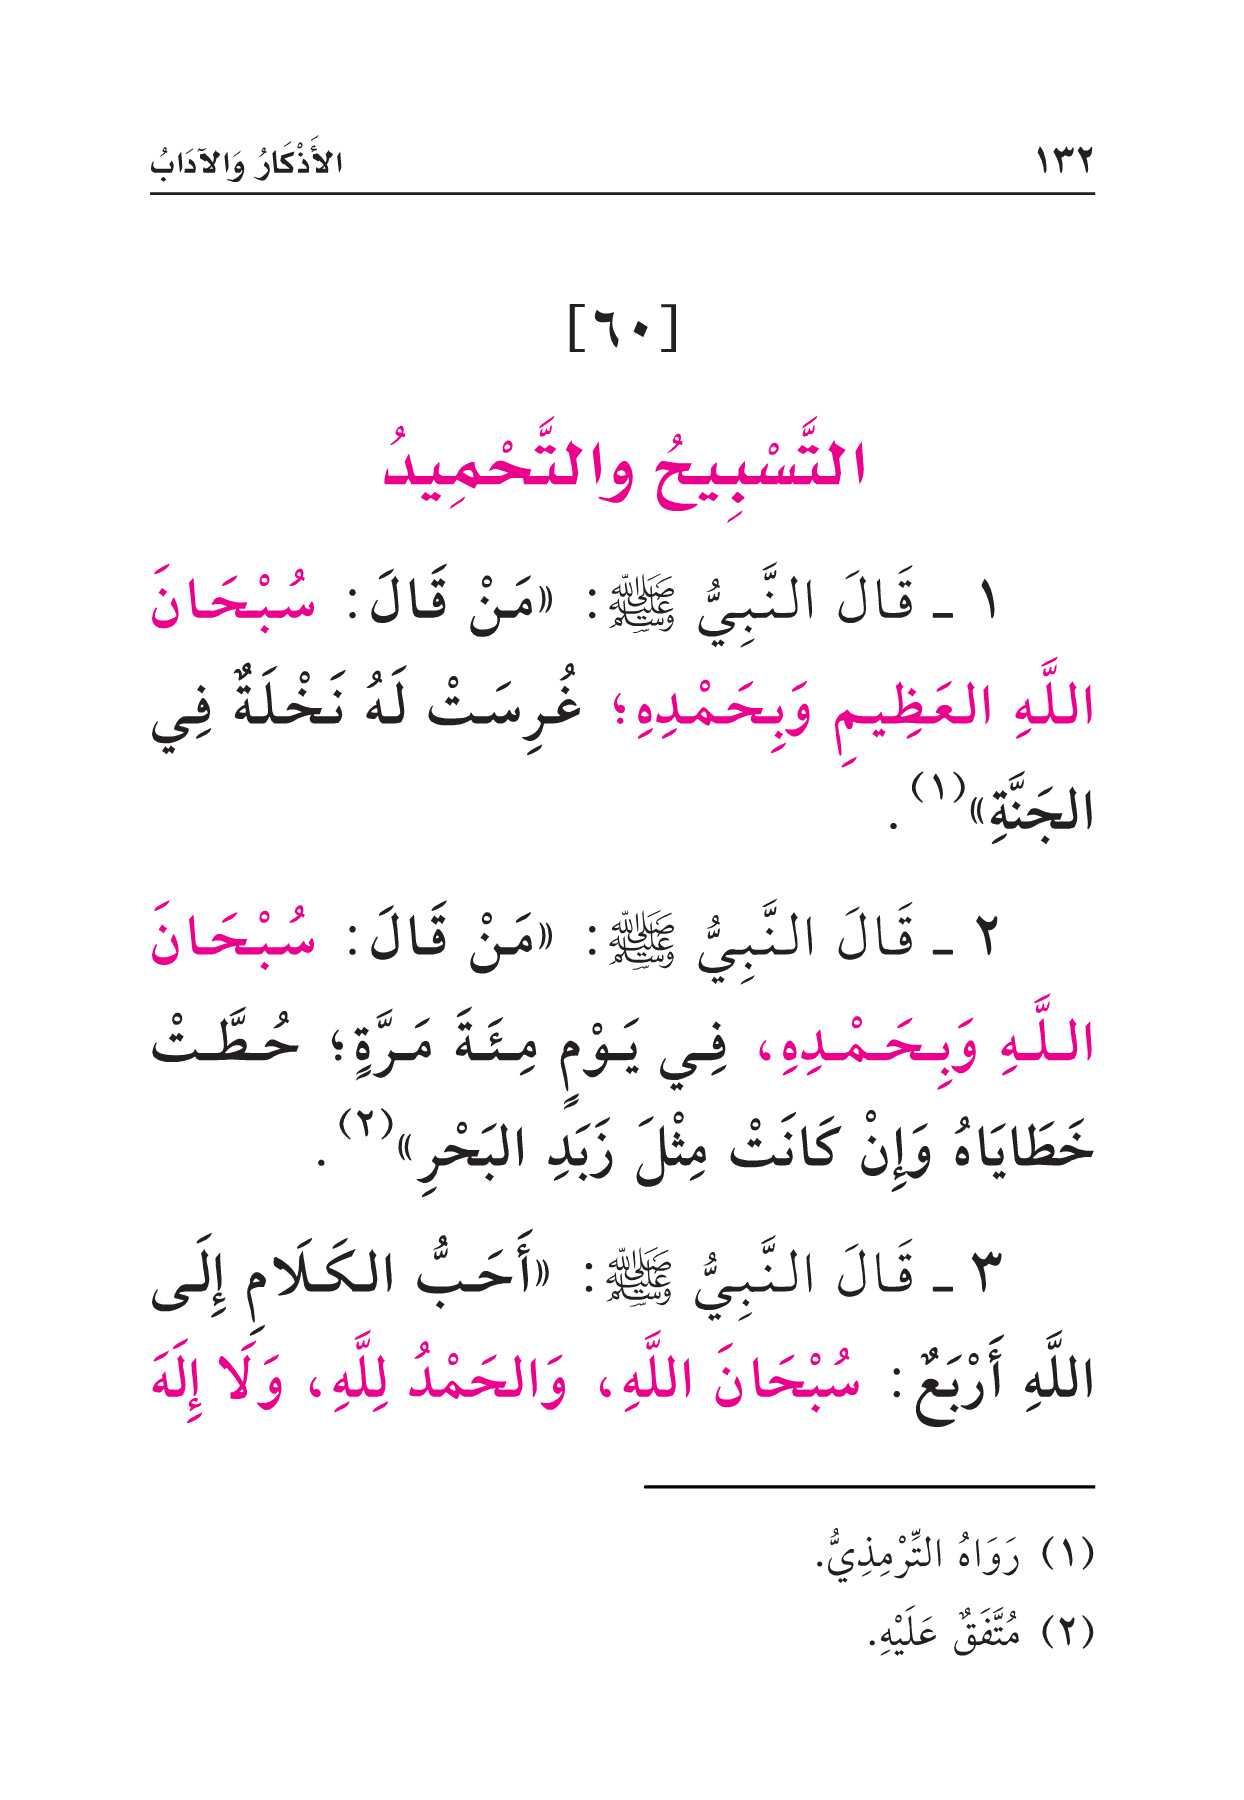 ١٣٢ الأَذْكَارُ وَالآدَابُ
[٦٠]
التَّسْبِيحُ والتَّحْمِيدُ
١ ـ قَالَ النَّبِيُّ ﷺ: «مَنْ قَالَ: سُبْحَانَ
اللَّهِ العَظِيمِ وَبِحَمْدِهِ؛ غُرِسَتْ لَهُ نَخْلَةٌ فِي
الجَنَّةِ»(١).
٢ ـ قَالَ النَّبِيُّ ﷺ: «مَنْ قَالَ: سُبْحَانَ
اللَّهِ وَبِحَمْدِهِ، فِي يَوْمٍ مِئَةَ مَرَّةٍ؛ حُطَّتْ
خَطَايَاهُ وَإِنْ كَانَتْ مِثْلَ زَبَدِ البَحْرِ»(٢).
٣ ـ قَالَ النَّبِيُّ ﷺ: «أَحَبُّ الكَلَامِ إِلَى
اللَّهِ أَرْبَعٌ: سُبْحَانَ اللَّهِ، وَالحَمْدُ لِلَّهِ، وَلَا إِلَهَ
(١) رَوَاهُ التِّرْمِذِيُّ.
(٢) مُتَّفَقٌ عَلَيْهِ.